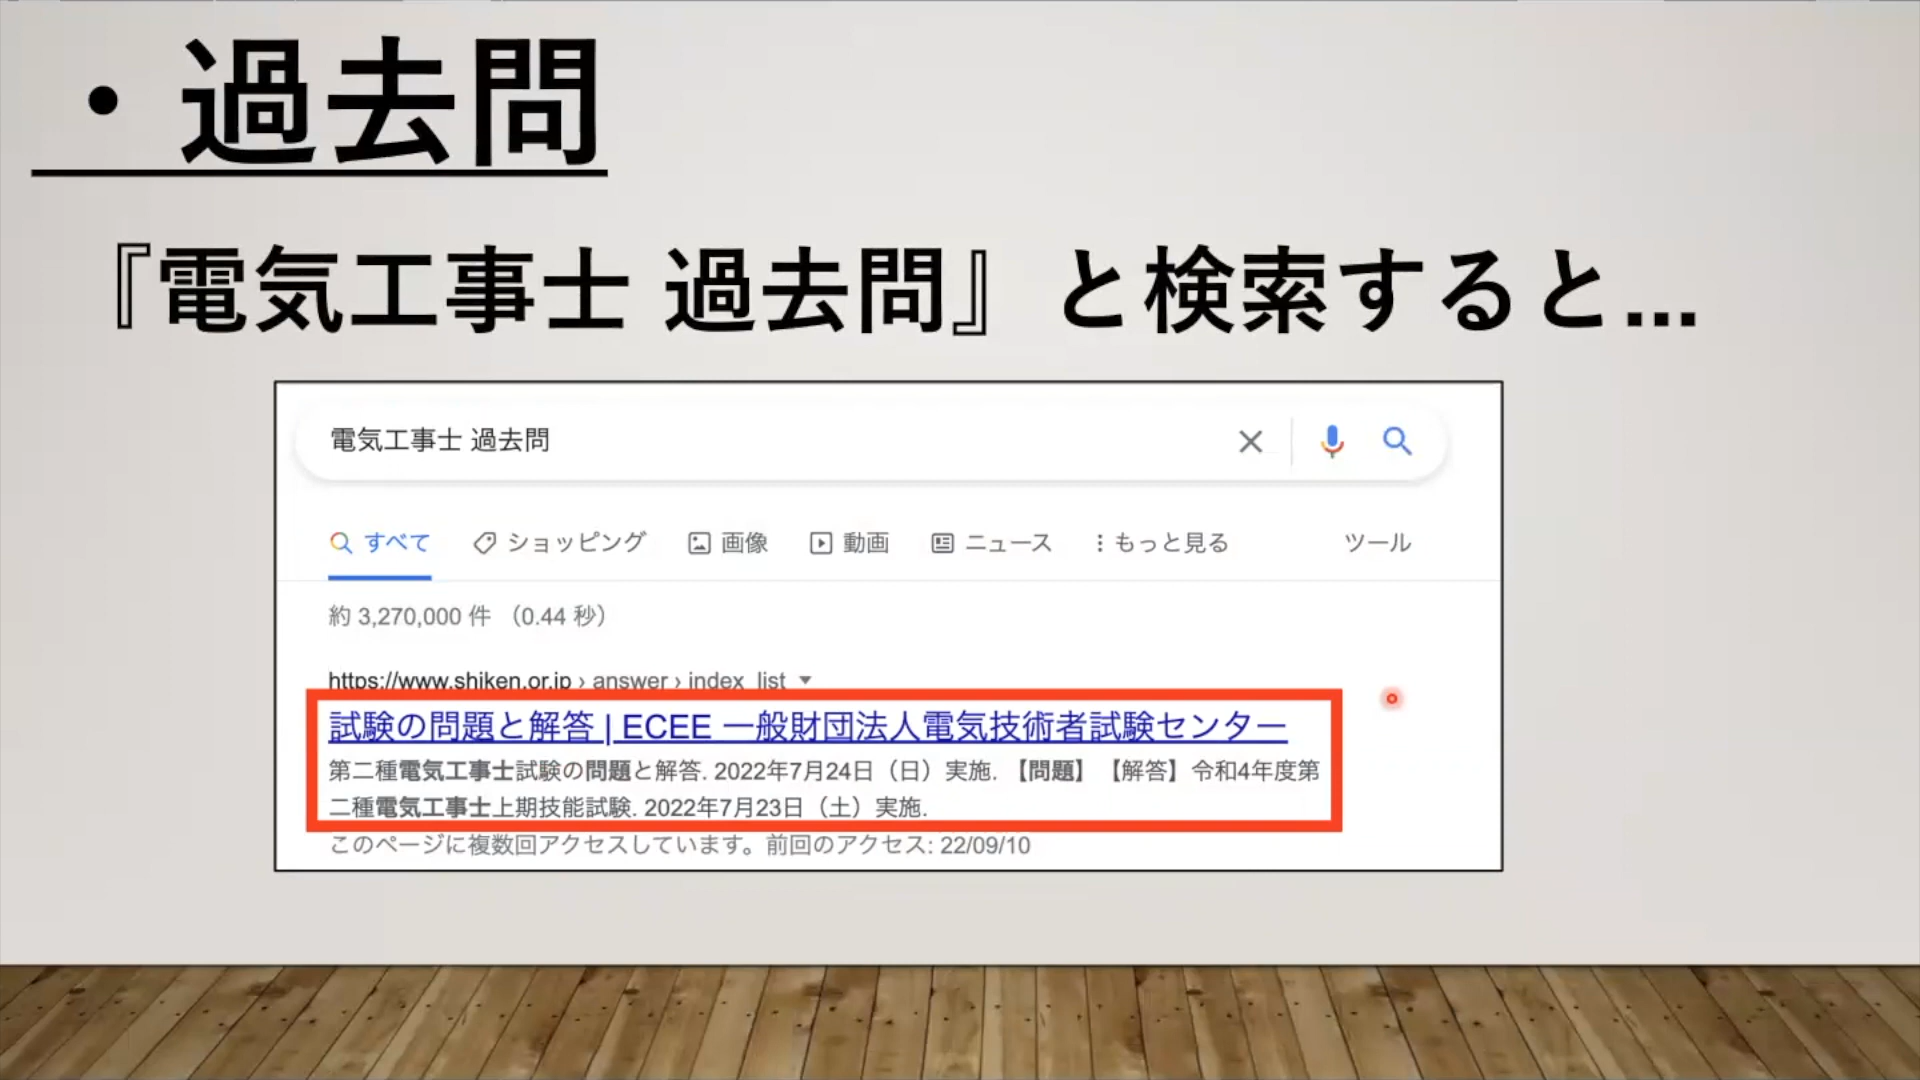 ・過去問
『電気工事士 過去問』と検索すると...
電気工事士 過去問
すべて ショッピング 画像 動画 ニュース もっと見る ツール
約 3,270,000 件 （0.44 秒）
https://www.shiken.or.jp › answer › index_list
試験の問題と解答 | ECEE 一般財団法人電気技術者試験センター
第二種電気工事士試験の問題と解答. 2022年7月24日（日）実施. 【問題】 【解答】令和4年度第
二種電気工事士上期技能試験. 2022年7月23日（土）実施.
このページに複数回アクセスしています。前回のアクセス: 22/09/10